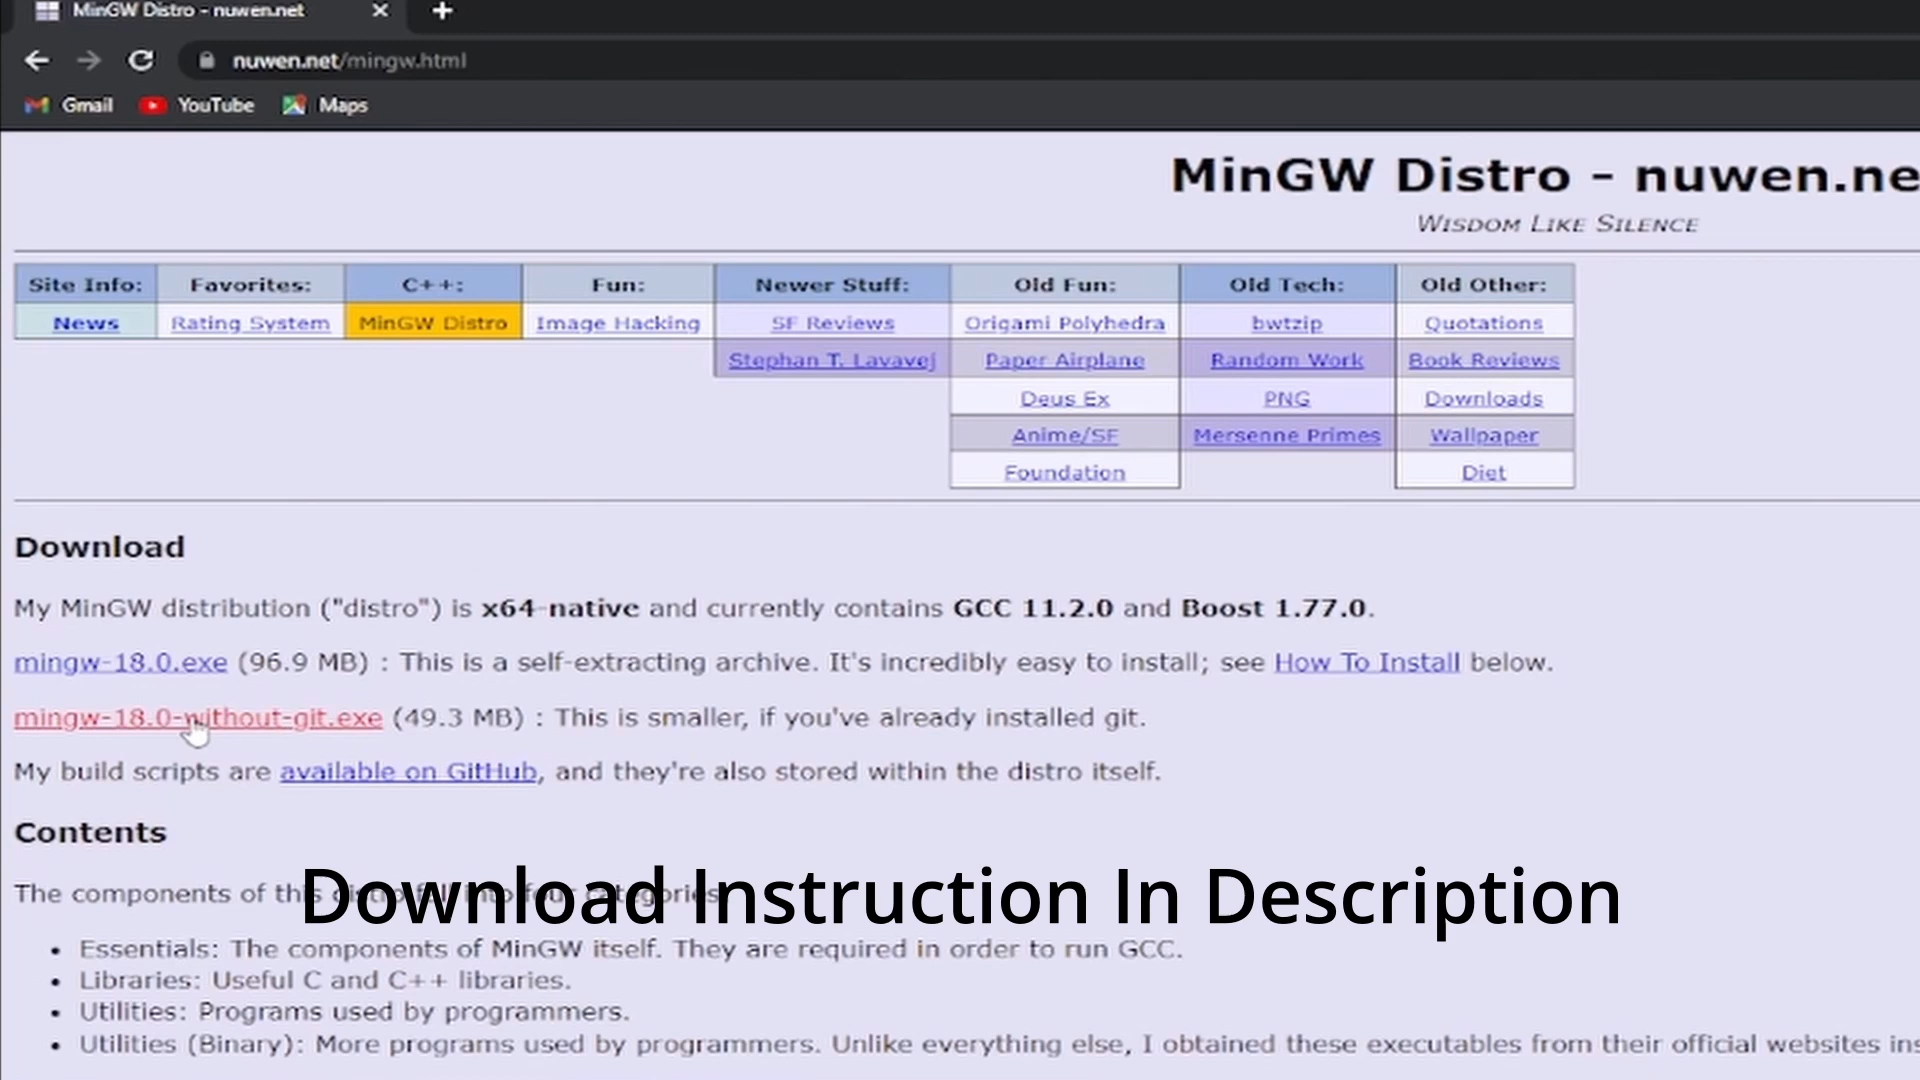 MinGW Distro - nuwen.net
nuwen.net/mingw.html
Gmail YouTube Maps
MinGW Distro - nuwen.ne
Wisdom Like Silence
Site Info: Favorites: C++: Fun: Newer Stuff: Old Fun: Old Tech: Old Other:
News Rating System MinGW Distro Image Hacking SF Reviews Origami Polyhedra bwtzip Quotations
Stephan T. Lavavej Paper Airplane Random Work Book Reviews
Deus Ex PNG Downloads
Anime/SF Mersenne Primes Wallpaper
Foundation Diet
Download
My MinGW distribution ("distro") is x64-native and currently contains GCC 11.2.0 and Boost 1.77.0.
mingw-18.0.exe (96.9 MB) : This is a self-extracting archive. It's incredibly easy to install; see How To Install below.
mingw-18.0-without-git.exe (49.3 MB) : This is smaller, if you've already installed git.
My build scripts are available on GitHub, and they're also stored within the distro itself.
Contents
The components of this distro fall into four categories
Download Instruction In Description
• Essentials: The components of MinGW itself. They are required in order to run GCC.
• Libraries: Useful C and C++ libraries.
• Utilities: Programs used by programmers.
• Utilities (Binary): More programs used by programmers. Unlike everything else, I obtained these executables from their official websites ins